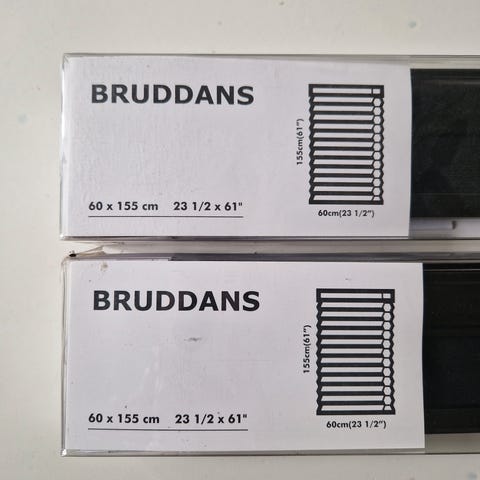 BRUDDANS
155cm(61")
60 x 155 cm 23 1/2 x 61"
60cm(23 1/2")
BRUDDANS
155cm(61")
60 x 155 cm 23 1/2 x 61"
60cm(23 1/2")